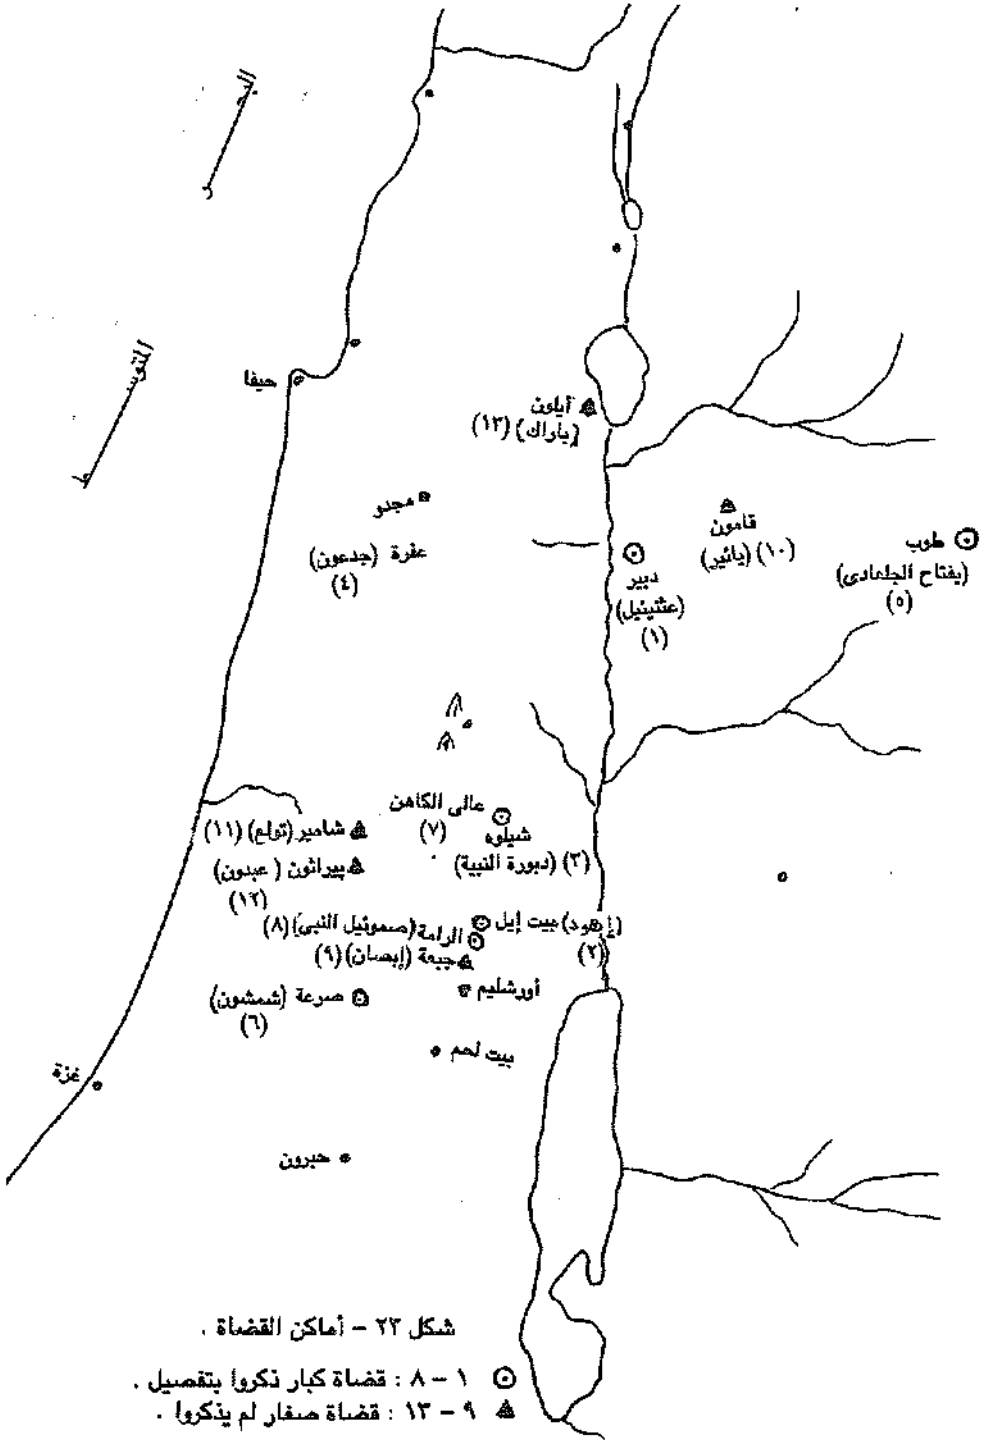 البحر
المتوسط
حيفا
أيلون
(باراك) (١٣)
مجدو
عفرة (جدعون)
(٤)
دبير
(عثنيئيل)
(١)
قامون
(١٠) (يائير)
طوب
(يفتاح الجلعادى)
(٥)
عالى الكاهن
(٧)
شيلوه
(٣) (دبورة النبية)
شامير (تولع) (١١)
بيراثون (عبدون)
(١٢)
(إهود) بيت إيل
(٢)
الرامة (صموئيل النبى) (٨)
جبعة (إبصان) (٩)
أورشليم
صرعة (شمشون)
(٦)
بيت لحم
غزة
حبرون
شكل ٢٣ – أماكن القضاة .
١ – ٨ : قضاة كبار ذكروا بتفصيل .
٩ – ١٣ : قضاة صغار لم يذكروا .